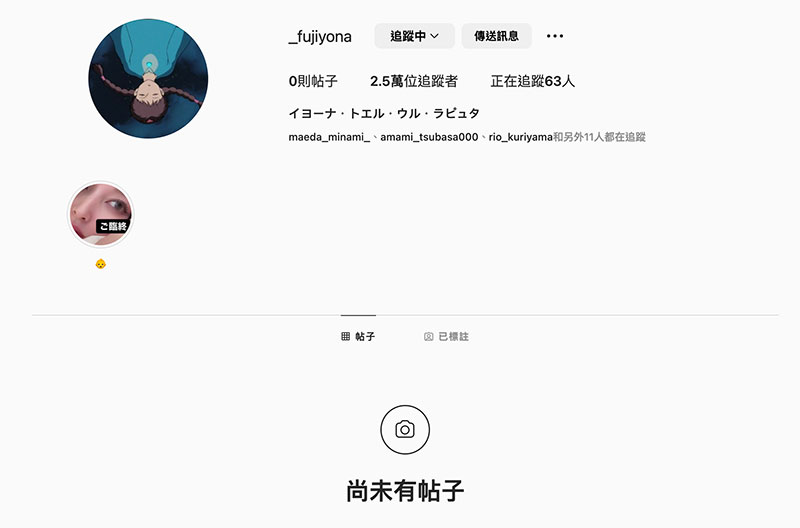 _fujiyona 追蹤中 傳送訊息
0則帖子 2.5萬位追蹤者 正在追蹤63人
イヨーナ・トエル・ウル・ラピュタ
maeda_minami_、amami_tsubasa000、rio_kuriyama和另外11人都在追蹤
ご臨終
帖子 已標註
尚未有帖子